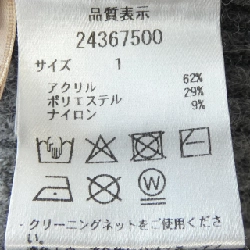 品質表示
24367500
サイズ 1
アクリル 62%
ポリエステル 29%
ナイロン 9%
W
・クリーニングネットをご使用くださ
い。